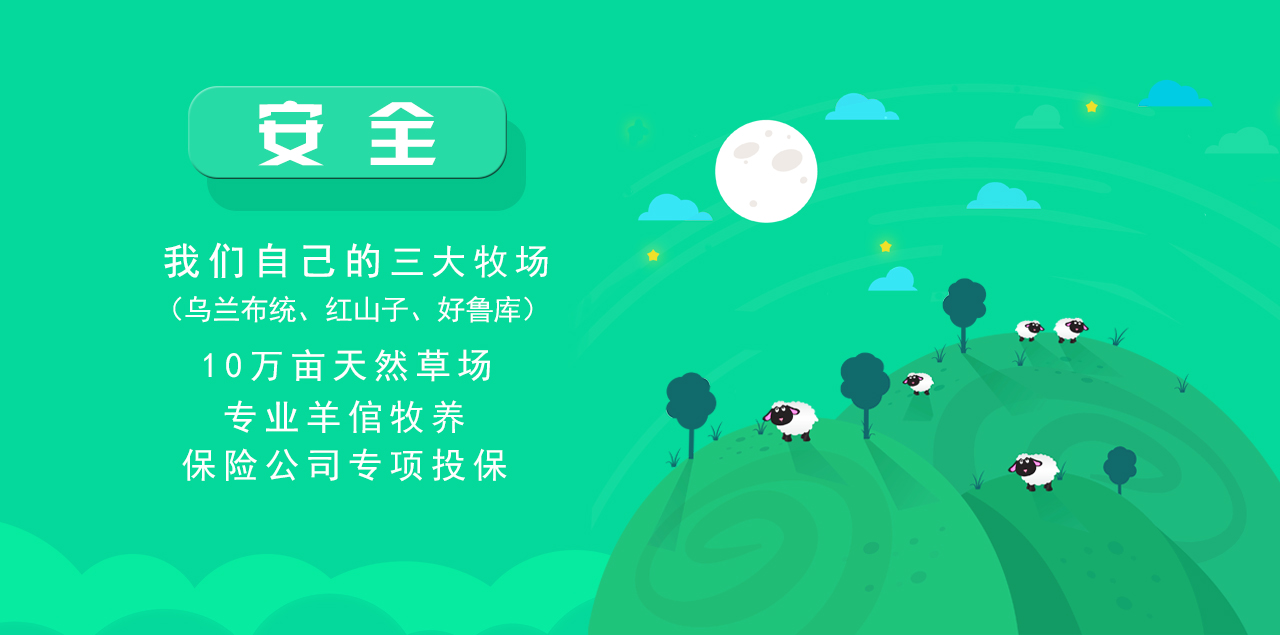 安全
我们自己的三大牧场
（乌兰布统、红山子、好鲁库）
10万亩天然草场
专业羊倌牧养
保险公司专项投保